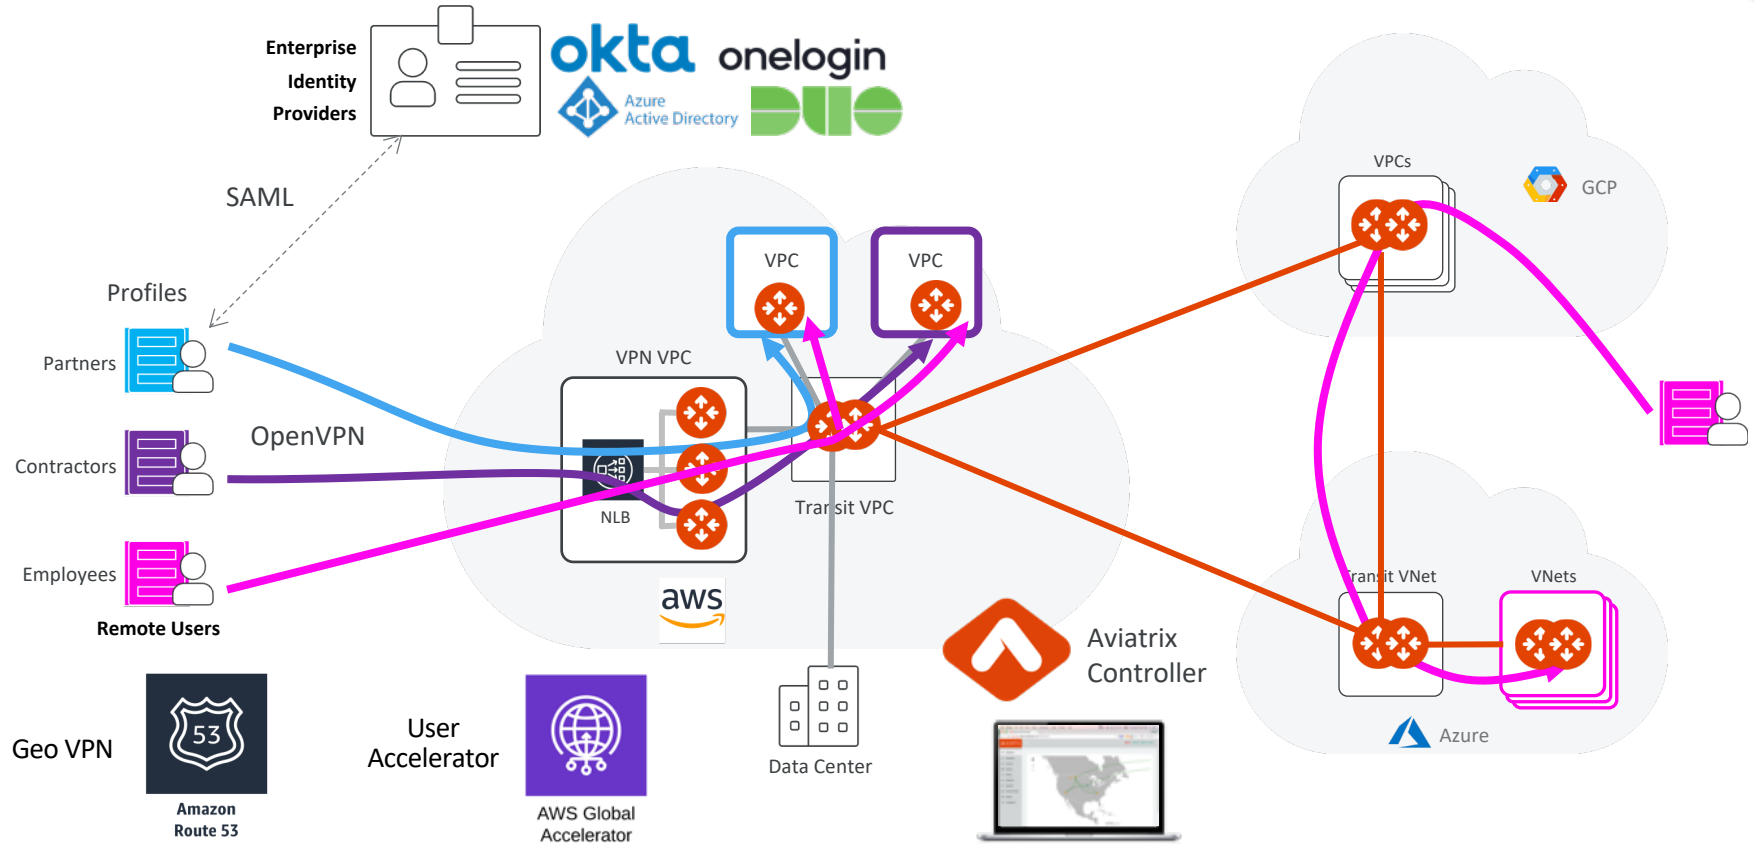 Enterprise
Identity
Providers
okta
onelogin
Azure
Active Directory
DUO
SAML
Profiles
Partners
OpenVPN
Contractors
Employees
Remote Users
VPN VPC
NLB
VPC
VPC
Transit VPC
aws
VPCs
GCP
Transit VNet
VNets
Azure
Aviatrix
Controller
Data Center
Geo VPN
53
Amazon
Route 53
User
Accelerator
AWS Global
Accelerator